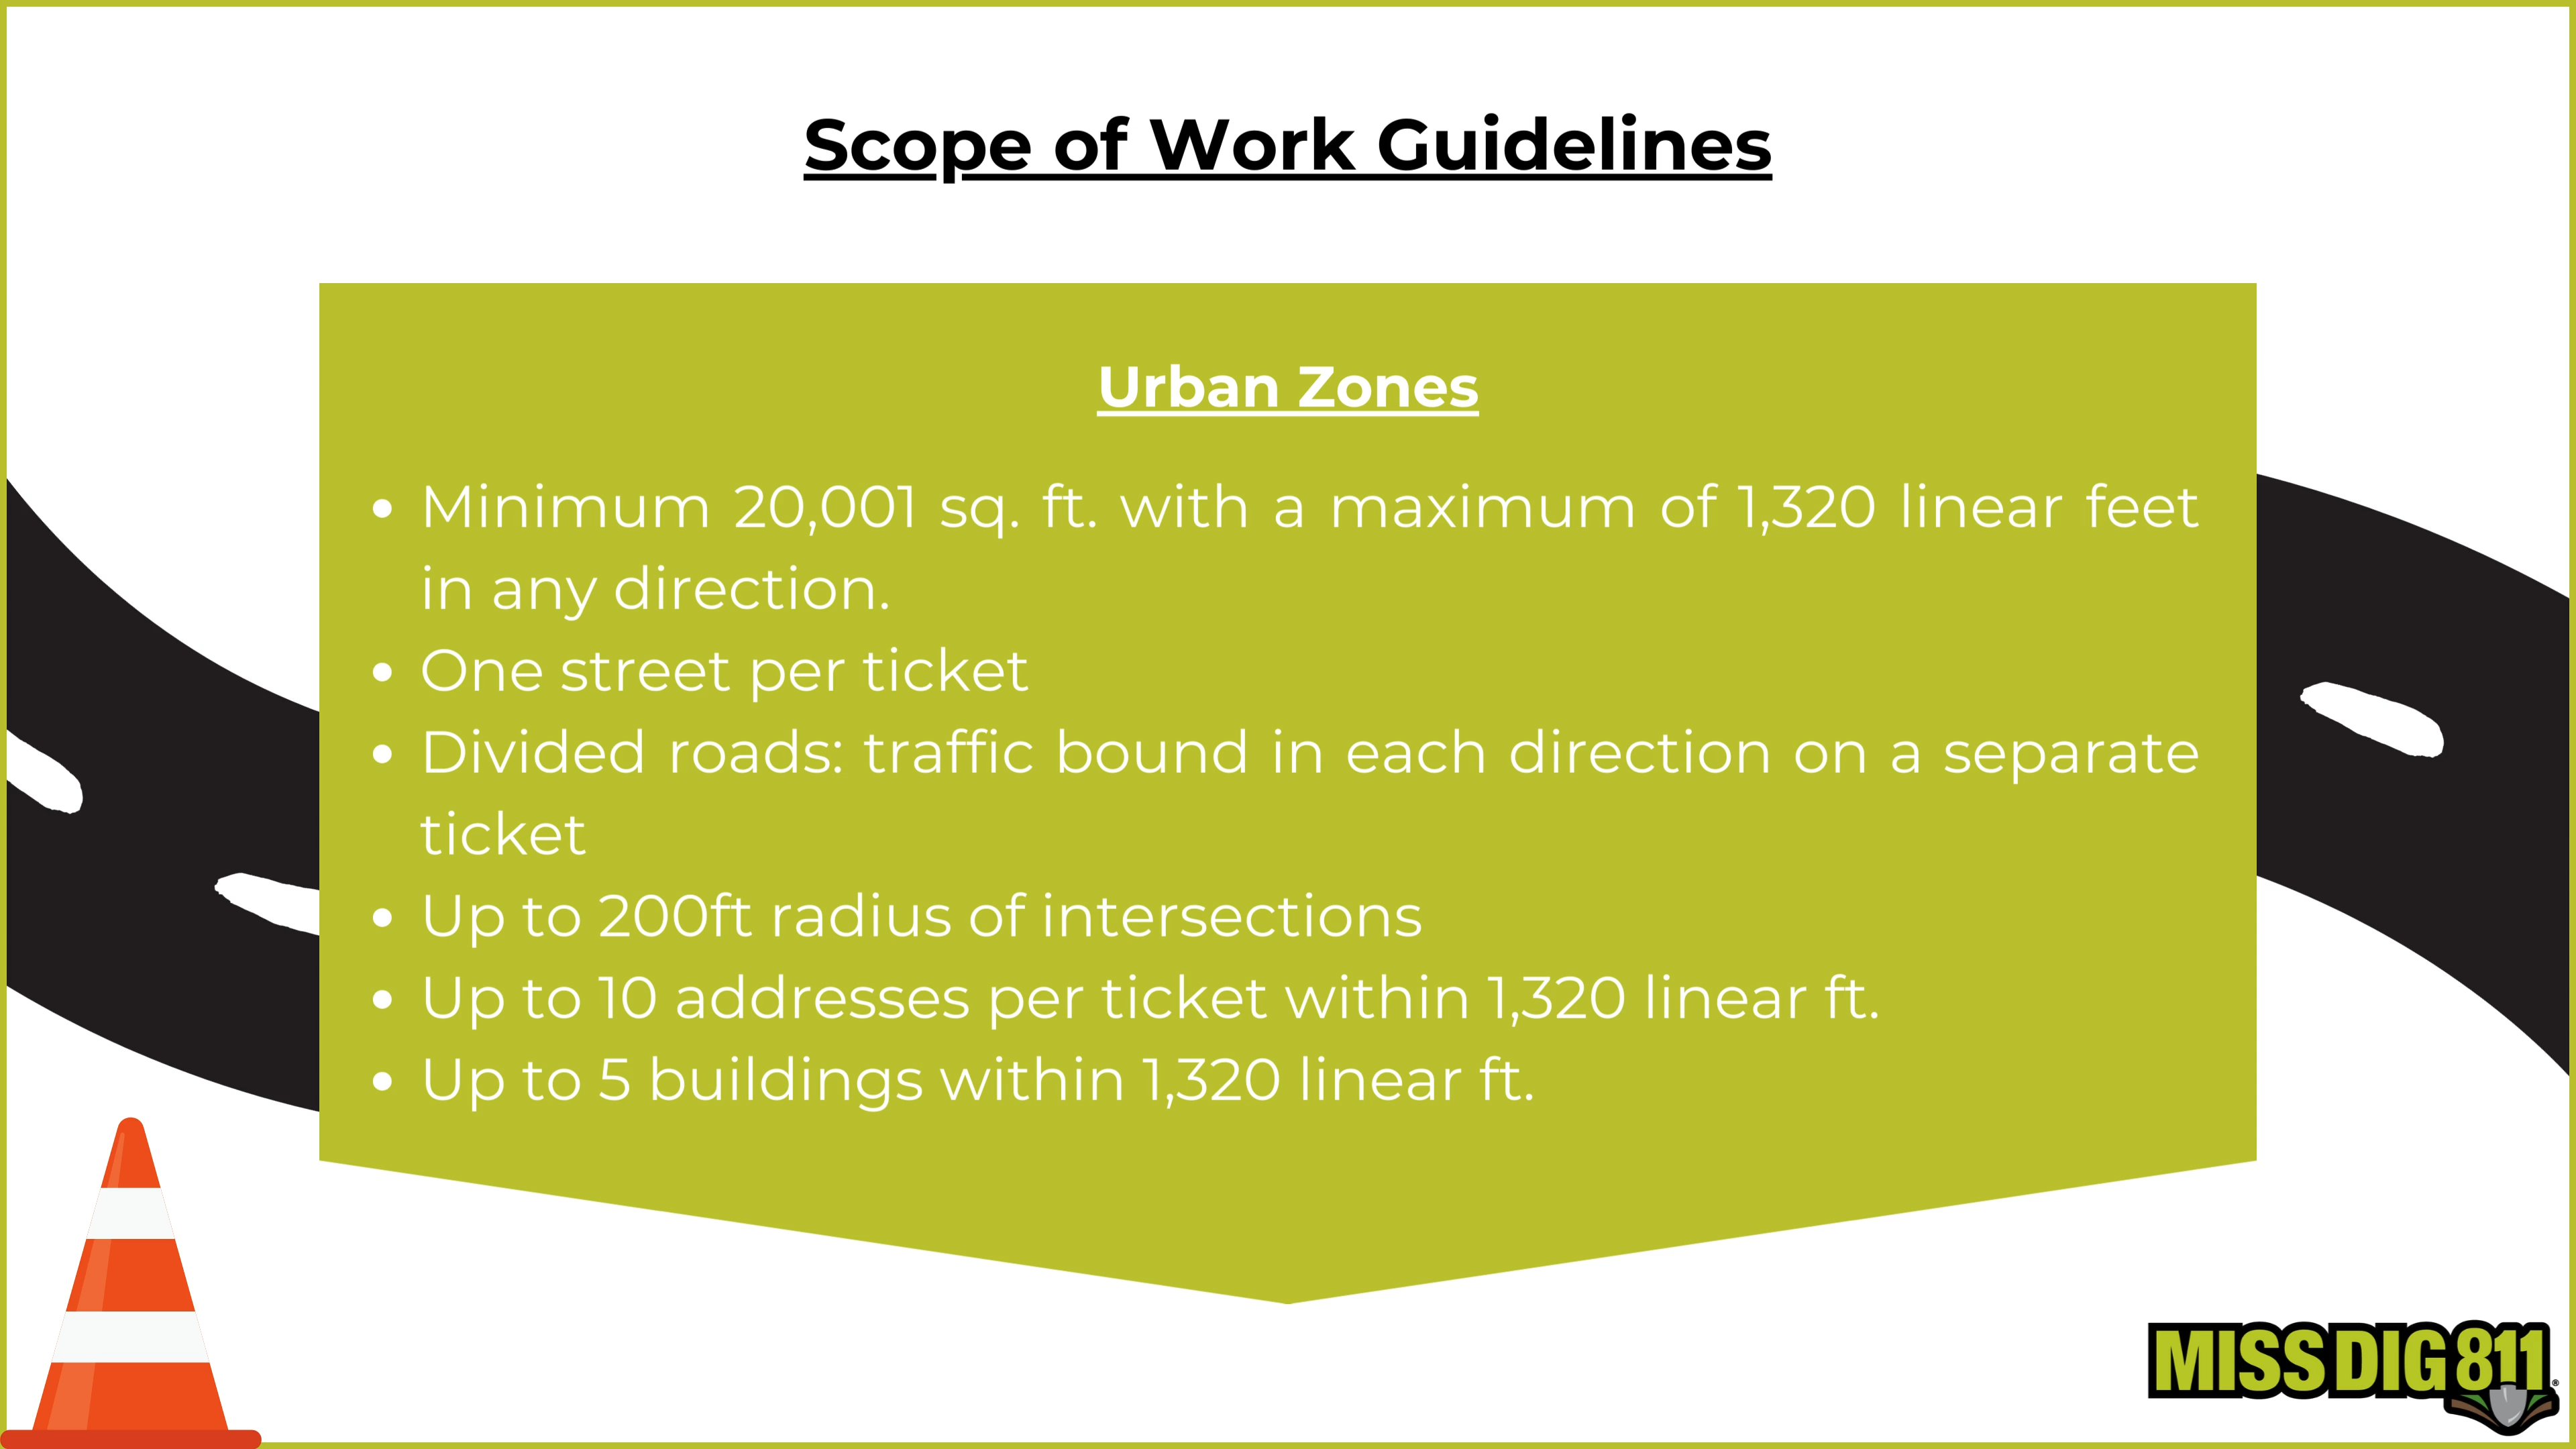 Scope of Work Guidelines
Urban Zones
• Minimum 20,001 sq. ft. with a maximum of 1,320 linear feet
in any direction.
• One street per ticket
• Divided roads: traffic bound in each direction on a separate
ticket
• Up to 200ft radius of intersections
• Up to 10 addresses per ticket within 1,320 linear ft.
• Up to 5 buildings within 1,320 linear ft.
MISS DIG 811®